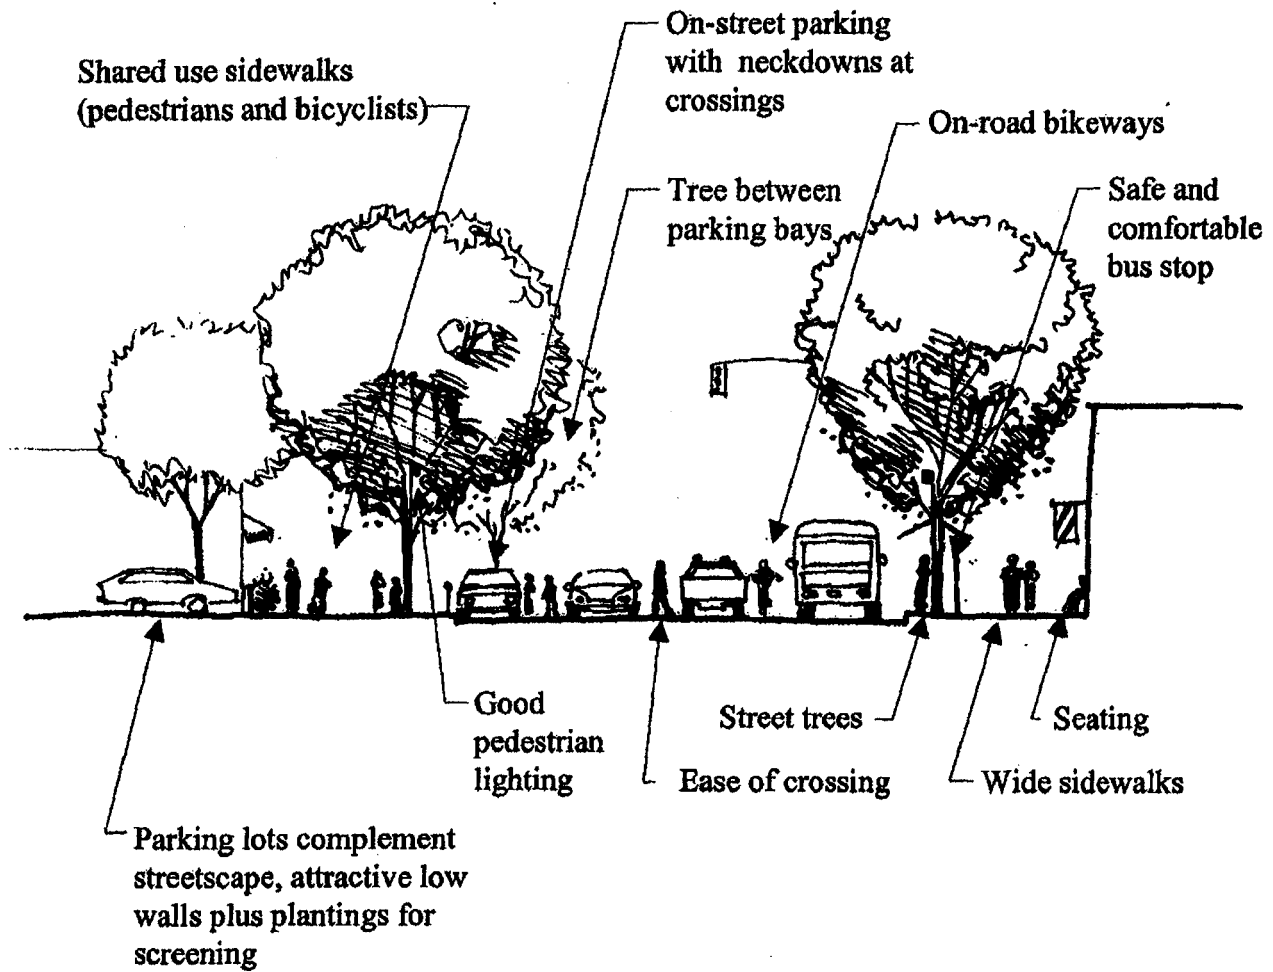 Shared use sidewalks
(pedestrians and bicyclists)
On-street parking
with neckdowns at
crossings
On-road bikeways
Tree between
parking bays
Safe and
comfortable
bus stop
Good
pedestrian
lighting
Street trees
Seating
Ease of crossing
Wide sidewalks
Parking lots complement
streetscape, attractive low
walls plus plantings for
screening